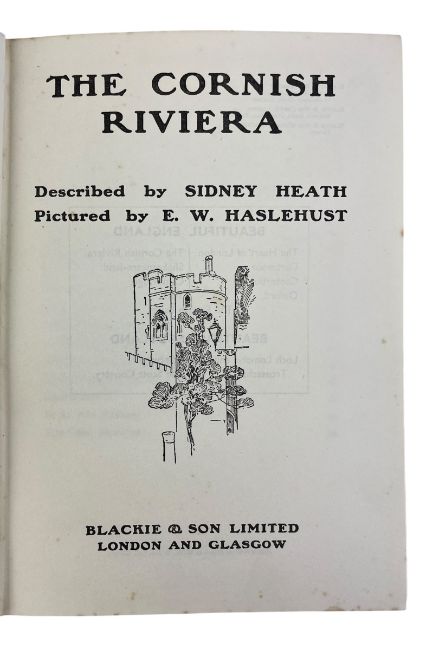 THE CORNISH
RIVIERA
Described by SIDNEY HEATH
Pictured by E. W. HASLEHUST
BLACKIE & SON LIMITED
LONDON AND GLASGOW